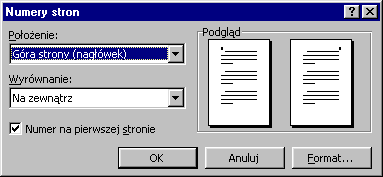 Numery stron
Położenie:
Góra strony (nagłówek)
Wyrównanie:
Na zewnątrz
Numer na pierwszej stronie
Podgląd
OK
Anuluj
Format...